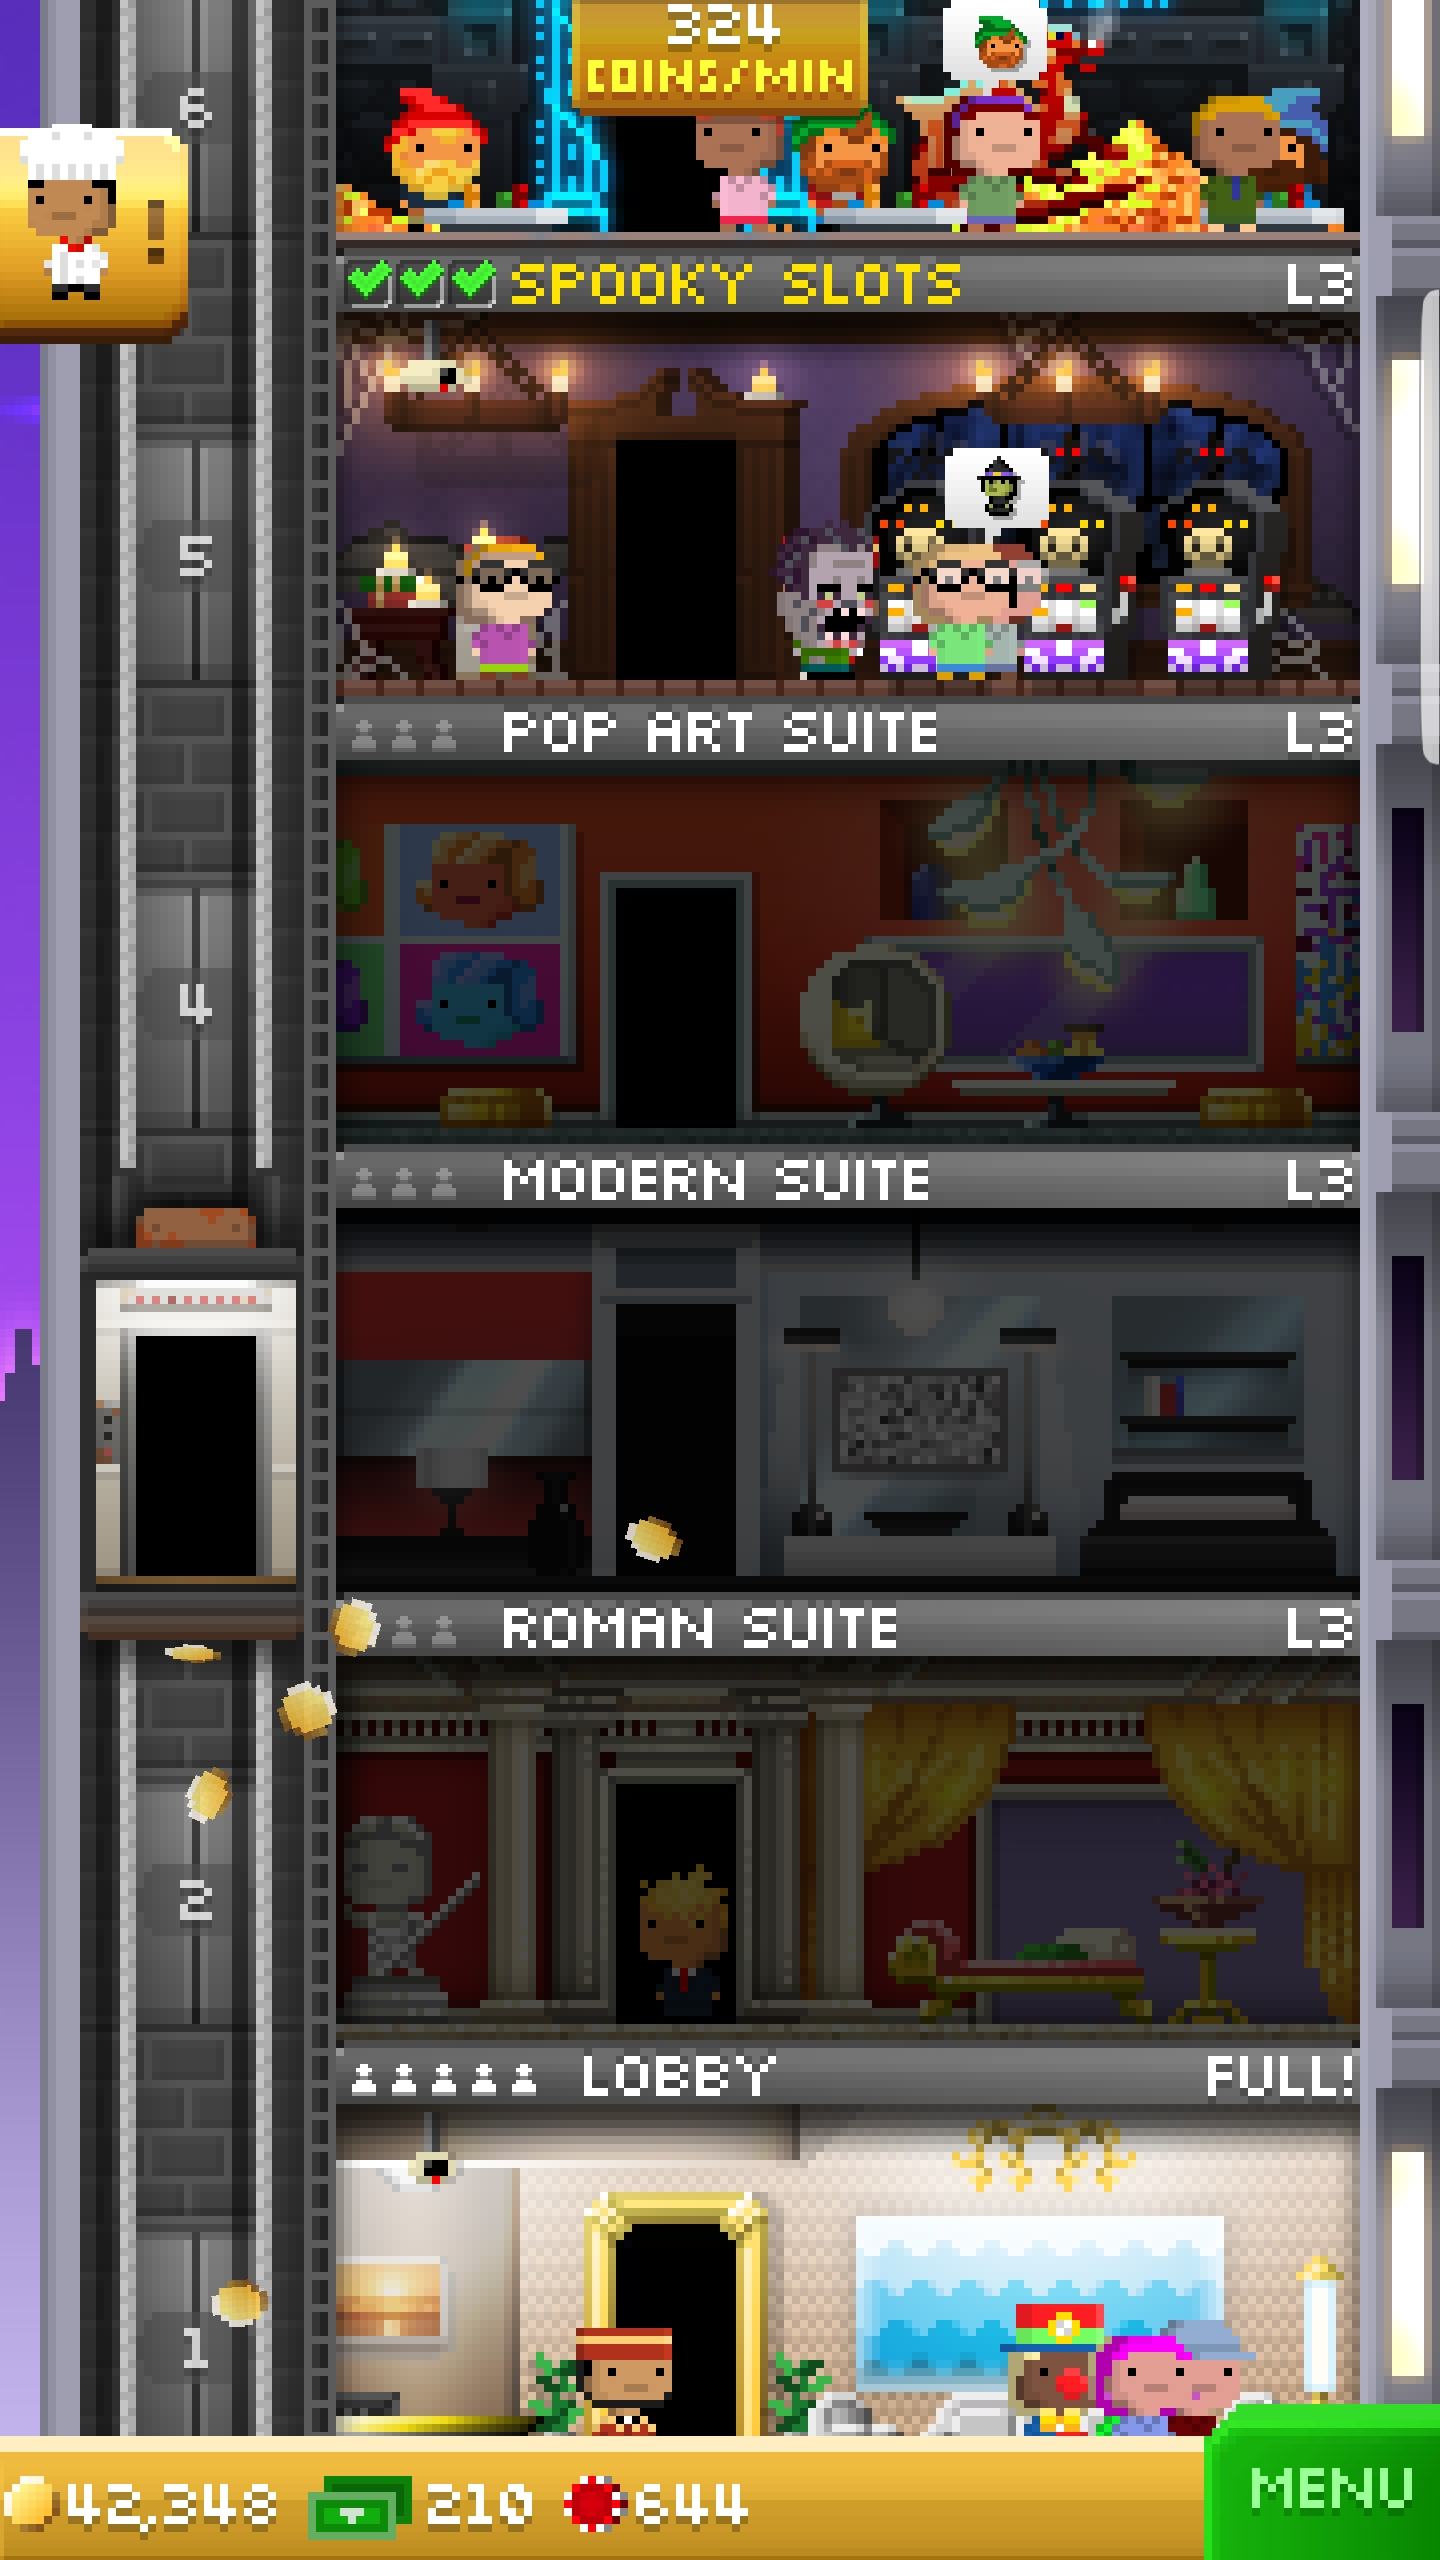 324
COINS/MIN
6
!
SPOOKY SLOTS L3
5
POP ART SUITE L3
4
MODERN SUITE L3
ROMAN SUITE L3
2
LOBBY FULL!
1
42,348 210 644
MENU